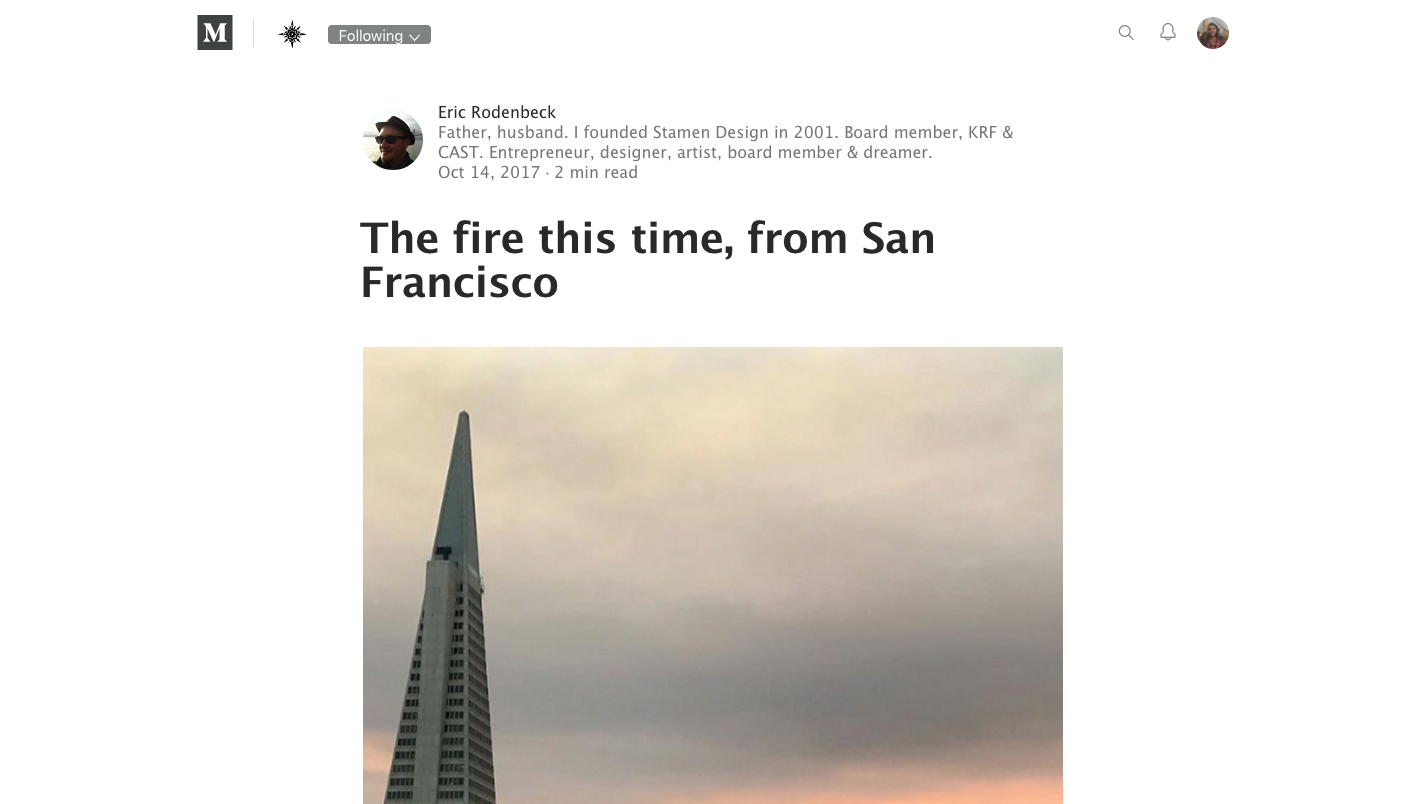 M
Following
Eric Rodenbeck
Father, husband. I founded Stamen Design in 2001. Board member, KRF &
CAST. Entrepreneur, designer, artist, board member & dreamer.
Oct 14, 2017 · 2 min read
The fire this time, from San
Francisco